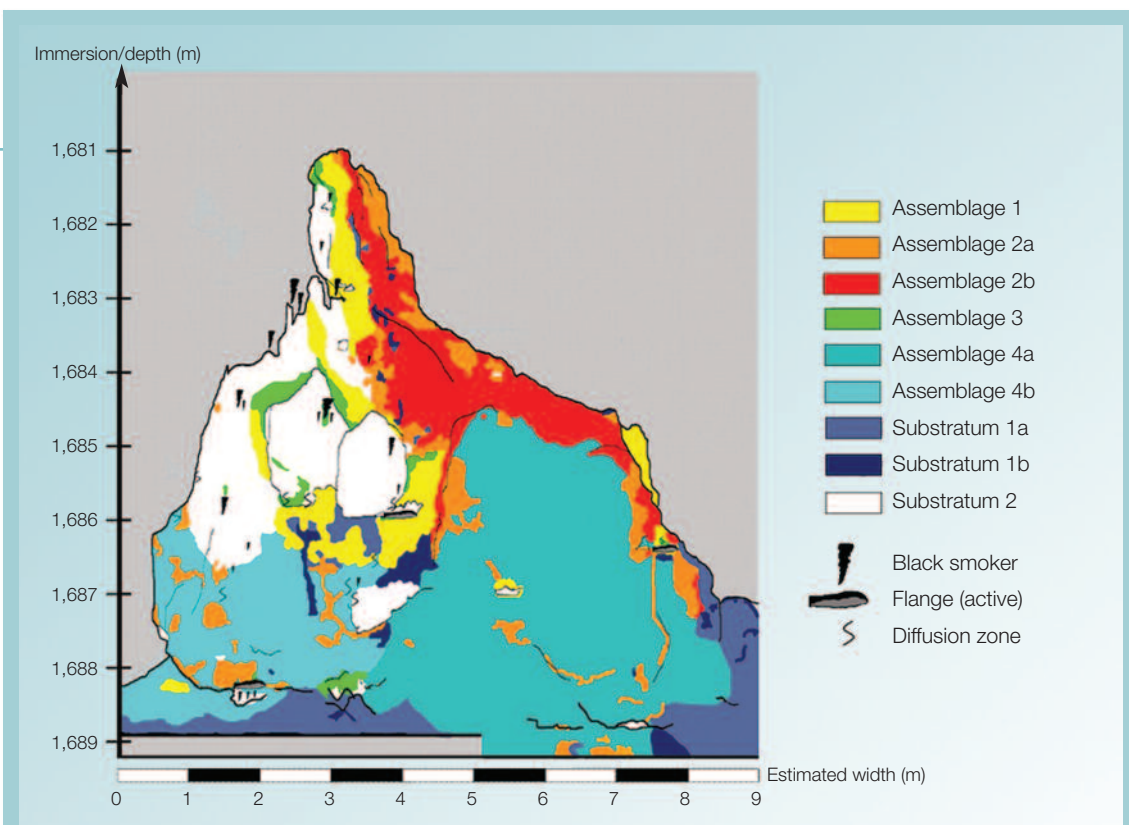 Immersion/depth (m)
1,681
1,682
1,683
1,684
1,685
1,686
1,687
1,688
1,689
Assemblage 1
Assemblage 2a
Assemblage 2b
Assemblage 3
Assemblage 4a
Assemblage 4b
Substratum 1a
Substratum 1b
Substratum 2
Black smoker
Flange (active)
Diffusion zone
Estimated width (m)
0 1 2 3 4 5 6 7 8 9